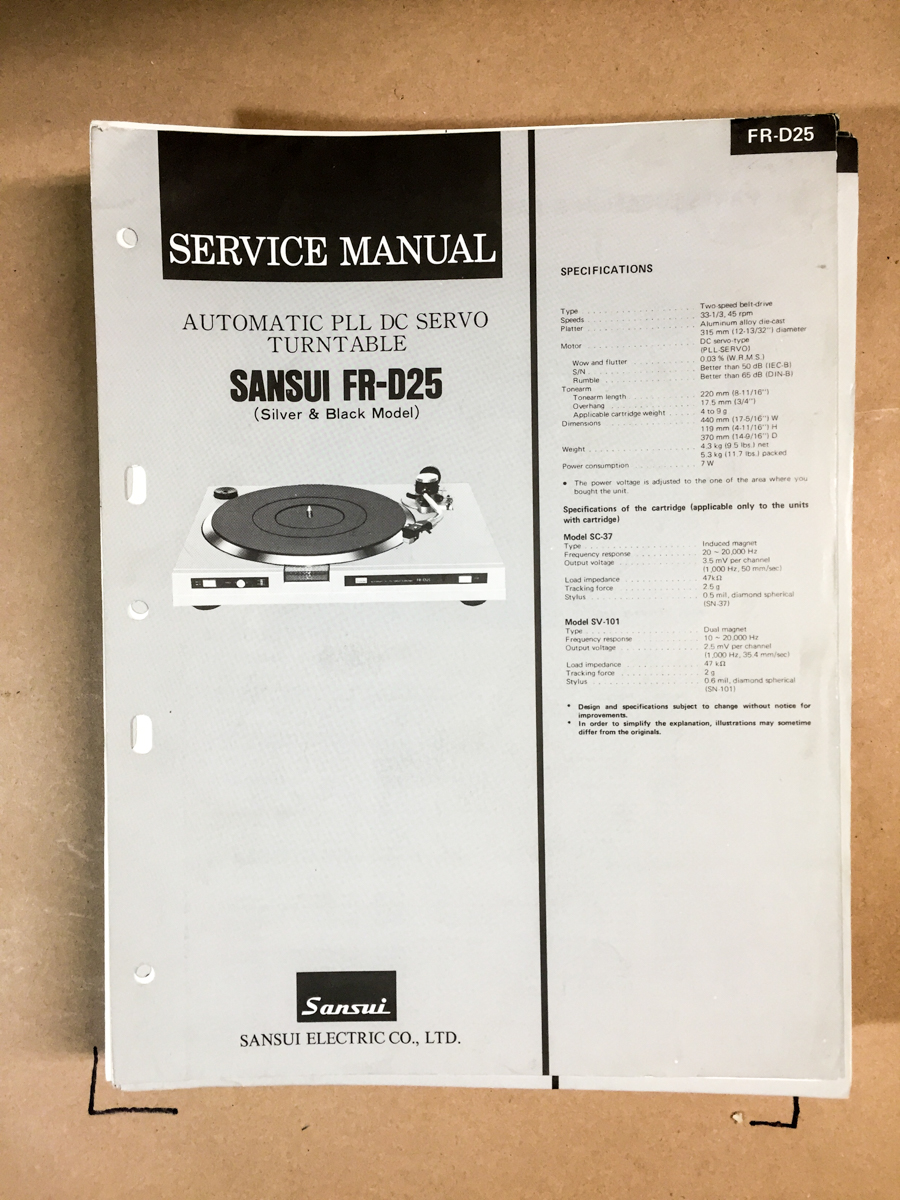 FR-D25
SERVICE MANUAL
AUTOMATIC PLL DC SERVO
TURNTABLE
SANSUI FR-D25
(Silver & Black Model)
Sansui
SANSUI ELECTRIC CO., LTD.
SPECIFICATIONS
Type . . . . . . . . . . Two-speed belt-drive
Speeds . . . . . . . . . . 33-1/3, 45 rpm
Platter . . . . . . . . . . Aluminum alloy die-cast
315 mm (12-13/32") diameter
Motor . . . . . . . . . . DC servo-type
(PLL-SERVO)
Wow and flutter . . . . . . . . . . 0.03 % (W.R.M.S.)
S/N . . . . . . . . . . Better than 50 dB (IEC-B)
Rumble . . . . . . . . . . Better than 65 dB (DIN-B)
Tonearm
Tonearm length . . . . . . . . . . 220 mm (8-11/16")
Overhang . . . . . . . . . . 17.5 mm (3/4")
Applicable cartridge weight . . 4 to 9 g
Dimensions . . . . . . . . . . 440 mm (17-5/16") W
119 mm (4-11/16") H
370 mm (14-9/16") D
Weight . . . . . . . . . . 4.3 kg (9.5 lbs.) net
5.3 kg (11.7 lbs.) packed
Power consumption . . . . . . . . . . 7 W
• The power voltage is adjusted to the one of the area where you
bought the unit.
Specifications of the cartridge (applicable only to the units
with cartridge)
Model SC-37
Type . . . . . . . . . . Induced magnet
Frequency response . . . . . . . . . . 20 ~ 20,000 Hz
Output voltage . . . . . . . . . . 3.5 mV per channel
(1,000 Hz, 50 mm/sec)
Load impedance . . . . . . . . . . 47kΩ
Tracking force . . . . . . . . . . 2.5 g
Stylus . . . . . . . . . . 0.5 mil, diamond spherical
(SN-37)
Model SV-101
Type . . . . . . . . . . Dual magnet
Frequency response . . . . . . . . . . 10 ~ 20,000 Hz
Output voltage . . . . . . . . . . 2.5 mV per channel
(1,000 Hz, 35.4 mm/sec)
Load impedance . . . . . . . . . . 47 kΩ
Tracking force . . . . . . . . . . 2 g
Stylus . . . . . . . . . . 0.6 mil, diamond spherical
(SN-101)
* Design and specifications subject to change without notice for
improvements.
* In order to simplify the explanation, illustrations may sometime
differ from the originals.